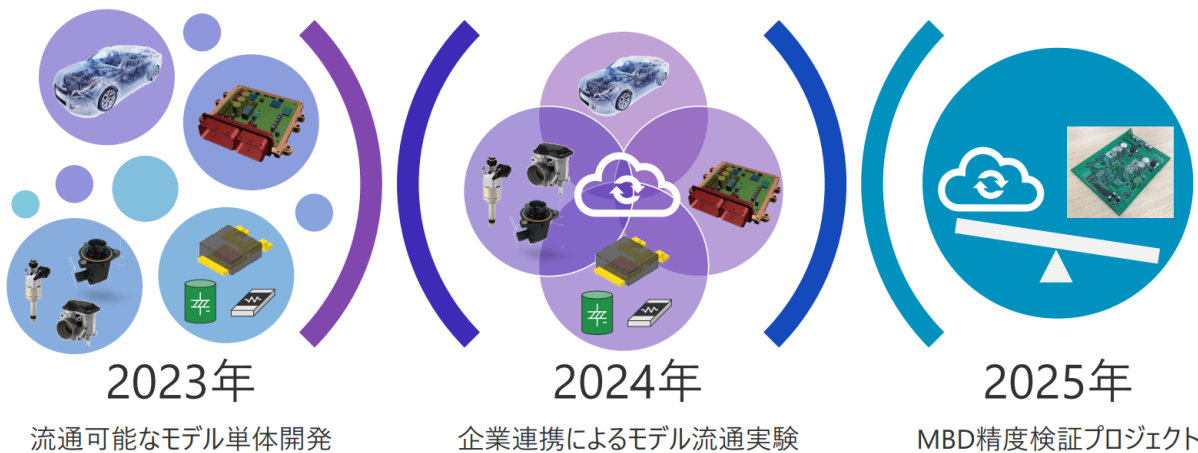 2023年
流通可能なモデル単体開発
2024年
企業連携によるモデル流通実験
2025年
MBD精度検証プロジェクト